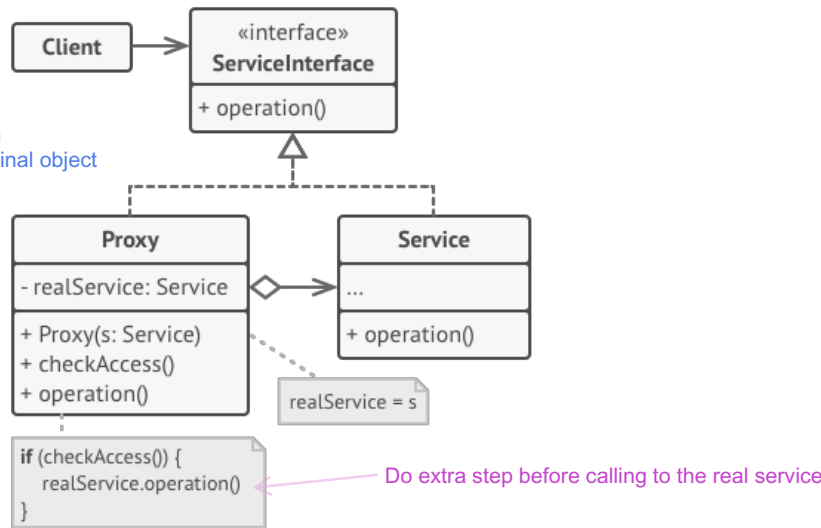 Client
«interface»
ServiceInterface
+ operation()
inal object
Proxy
- realService: Service
+ Proxy(s: Service)
+ checkAccess()
+ operation()
Service
...
+ operation()
realService = s
if (checkAccess()) {
realService.operation()
}
Do extra step before calling to the real service